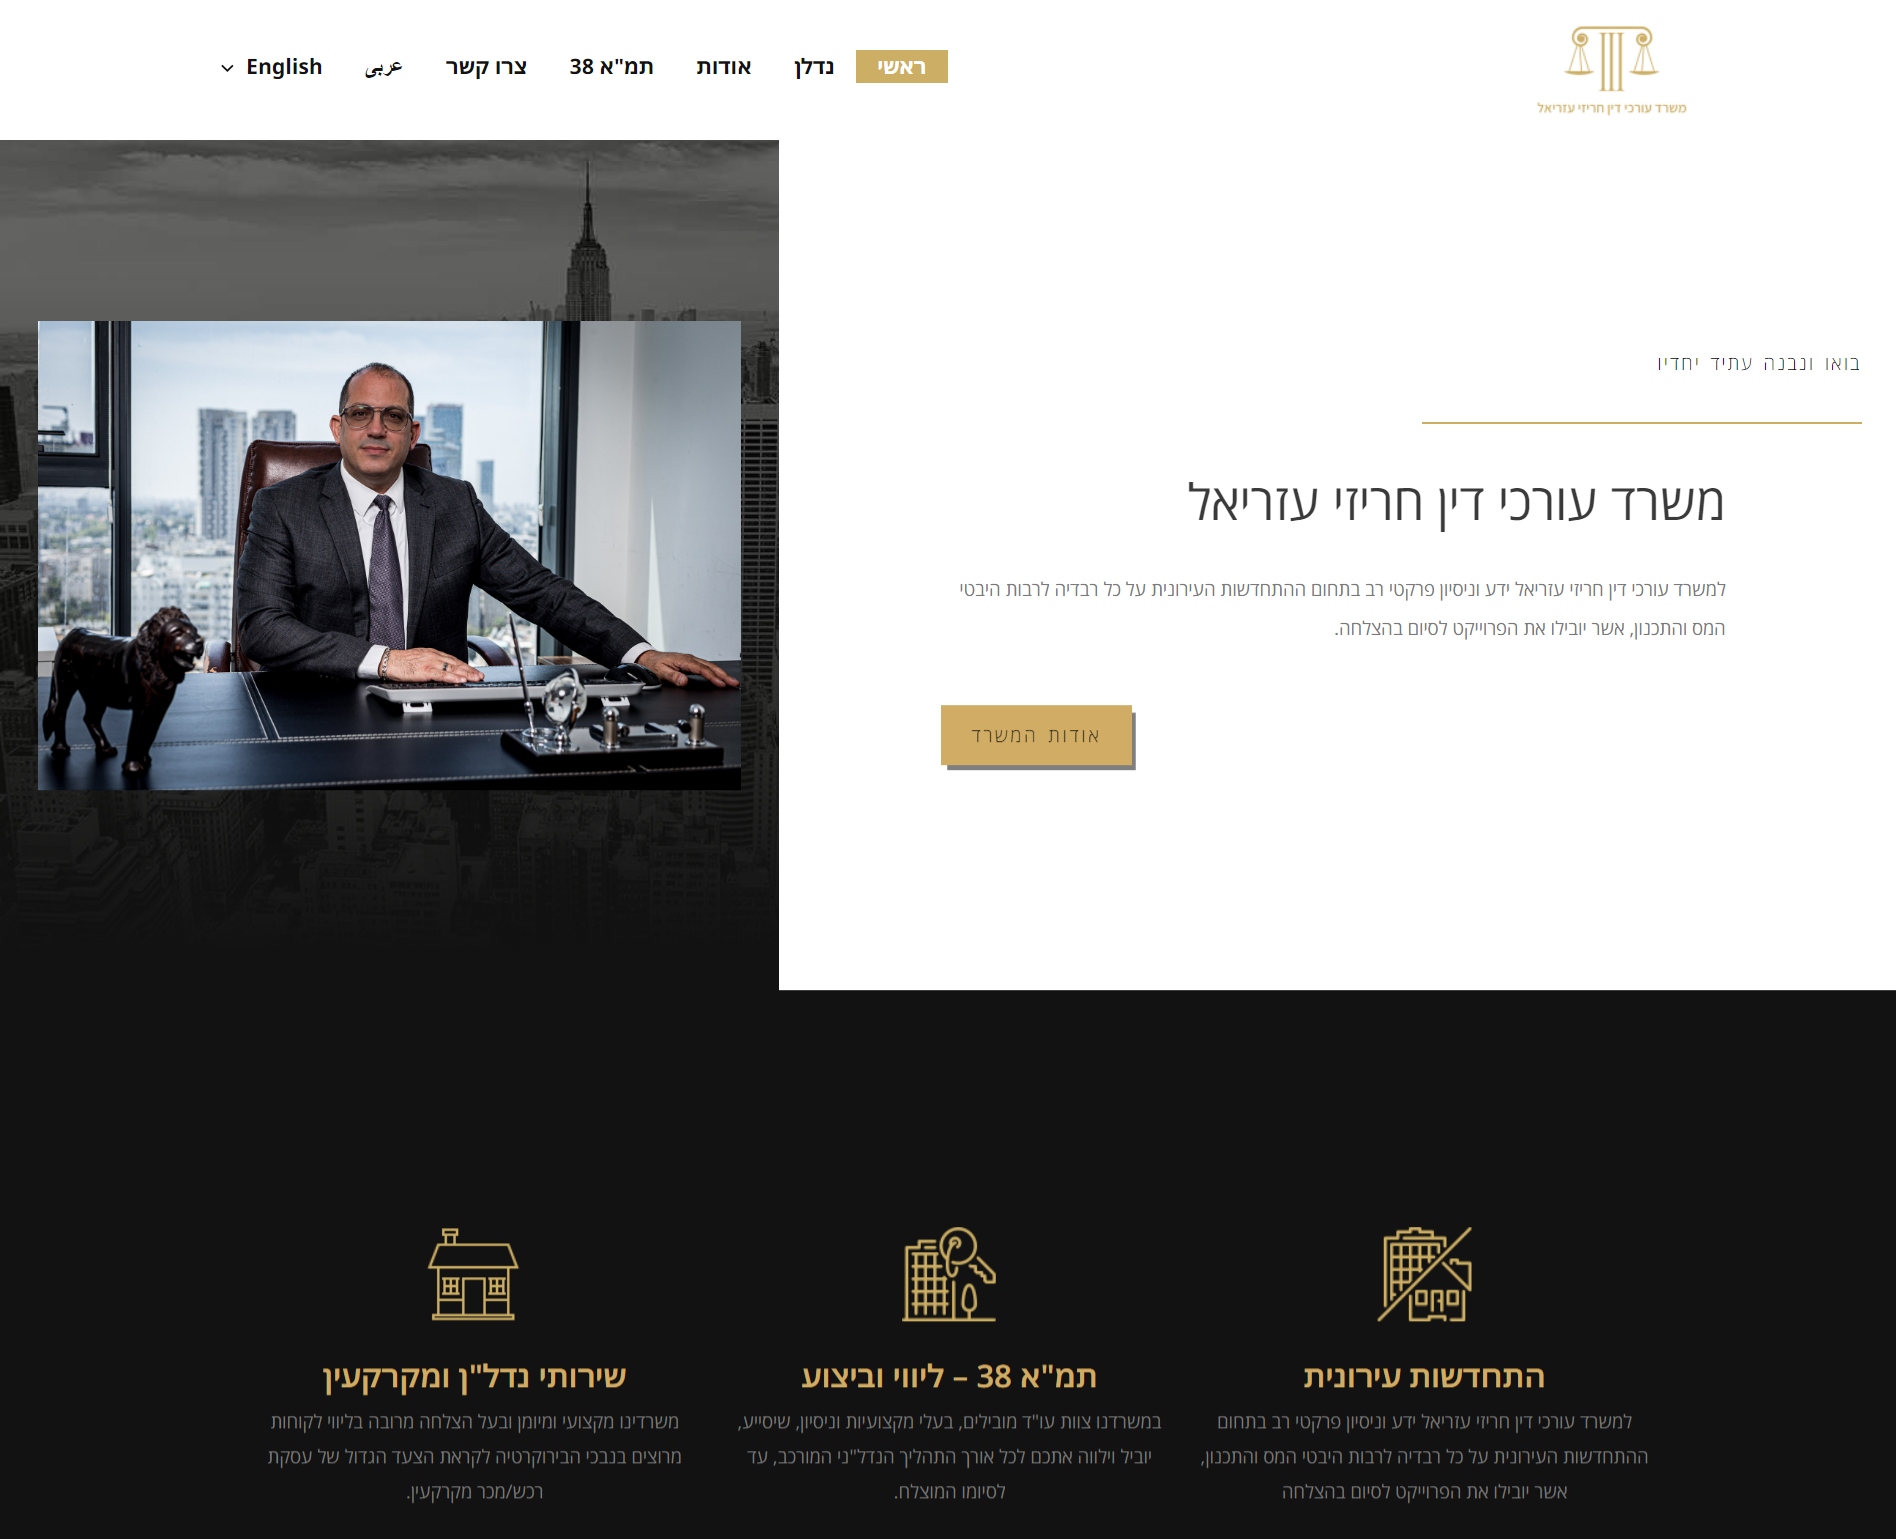 משרד עורכי דין חריזי עזריאל
ראשי
נדלן
אודות
תמ"א 38
צרו קשר
عربى
English
בואו ונבנה עתיד יחדיו
משרד עורכי דין חריזי עזריאל
למשרד עורכי דין חריזי עזריאל ידע וניסיון פרקטי רב בתחום ההתחדשות העירונית על כל רבדיה לרבות היבטי
המס והתכנון, אשר יובילו את הפרוייקט לסיום בהצלחה.
אודות המשרד
התחדשות עירונית
למשרד עורכי דין חריזי עזריאל ידע וניסיון פרקטי רב בתחום
ההתחדשות העירונית על כל רבדיה לרבות היבטי המס והתכנון,
אשר יובילו את הפרוייקט לסיום בהצלחה
תמ"א 38 – ליווי וביצוע
במשרדנו צוות עו"ד מובילים, בעלי מקצועיות וניסיון, שיסייע,
יוביל וילווה אתכם לכל אורך התהליך הנדל"ני המורכב, עד
לסיומו המוצלח.
שירותי נדל"ן ומקרקעין
משרדינו מקצועי ומיומן ובעל הצלחה מרובה בליווי לקוחות
מרוצים בנבכי הבירוקרטיה לקראת הצעד הגדול של עסקת
רכש/מכר מקרקעין.